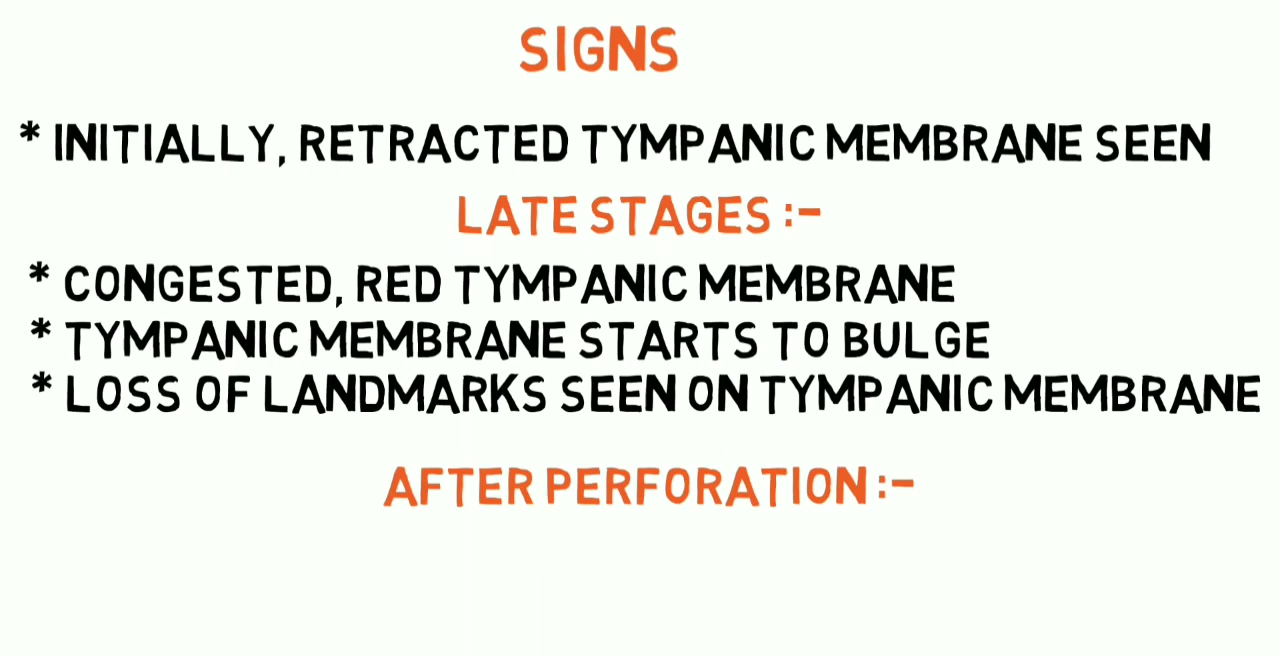 SIGNS
* INITIALLY, RETRACTED TYMPANIC MEMBRANE SEEN
LATE STAGES :-
* CONGESTED, RED TYMPANIC MEMBRANE
* TYMPANIC MEMBRANE STARTS TO BULGE
* LOSS OF LANDMARKS SEEN ON TYMPANIC MEMBRANE
AFTER PERFORATION :-